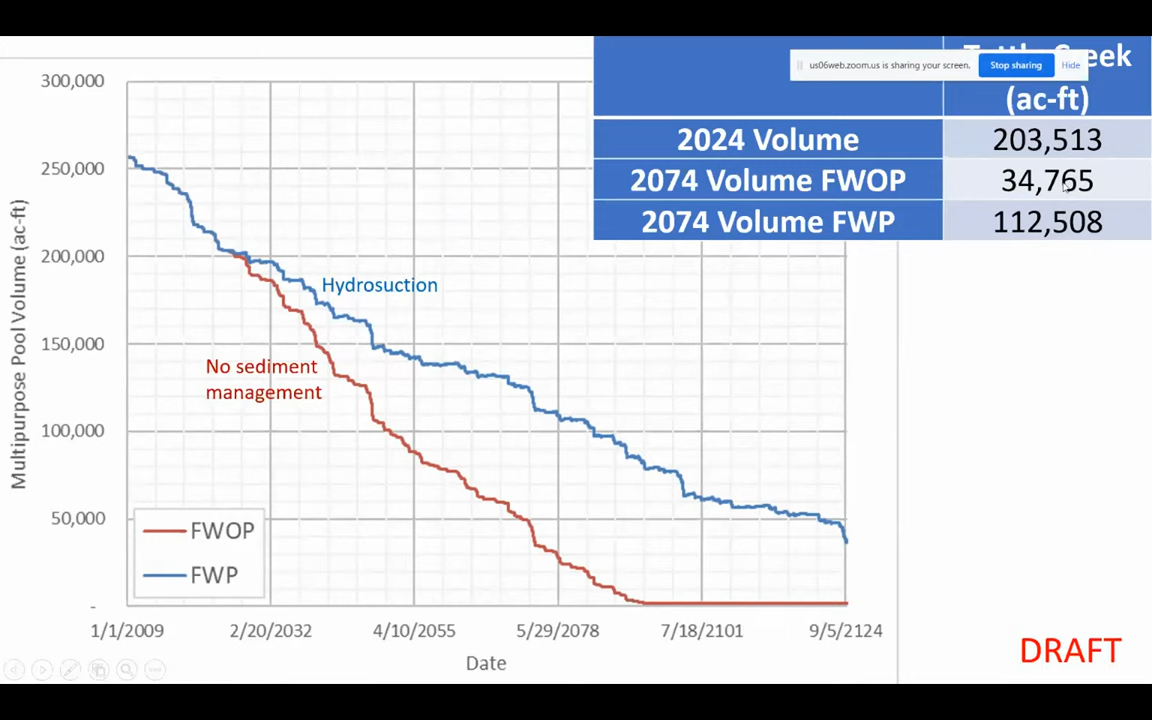 us06web.zoom.us is sharing your screen.
Stop sharing
Hide
Creek
(ac-ft)
2024 Volume
203,513
2074 Volume FWOP
34,765
2074 Volume FWP
112,508
300,000
250,000
200,000
150,000
100,000
50,000
-
Multipurpose Pool Volume (ac-ft)
Hydrosuction
No sediment
management
FWOP
FWP
1/1/2009
2/20/2032
4/10/2055
5/29/2078
7/18/2101
9/5/2124
Date
DRAFT